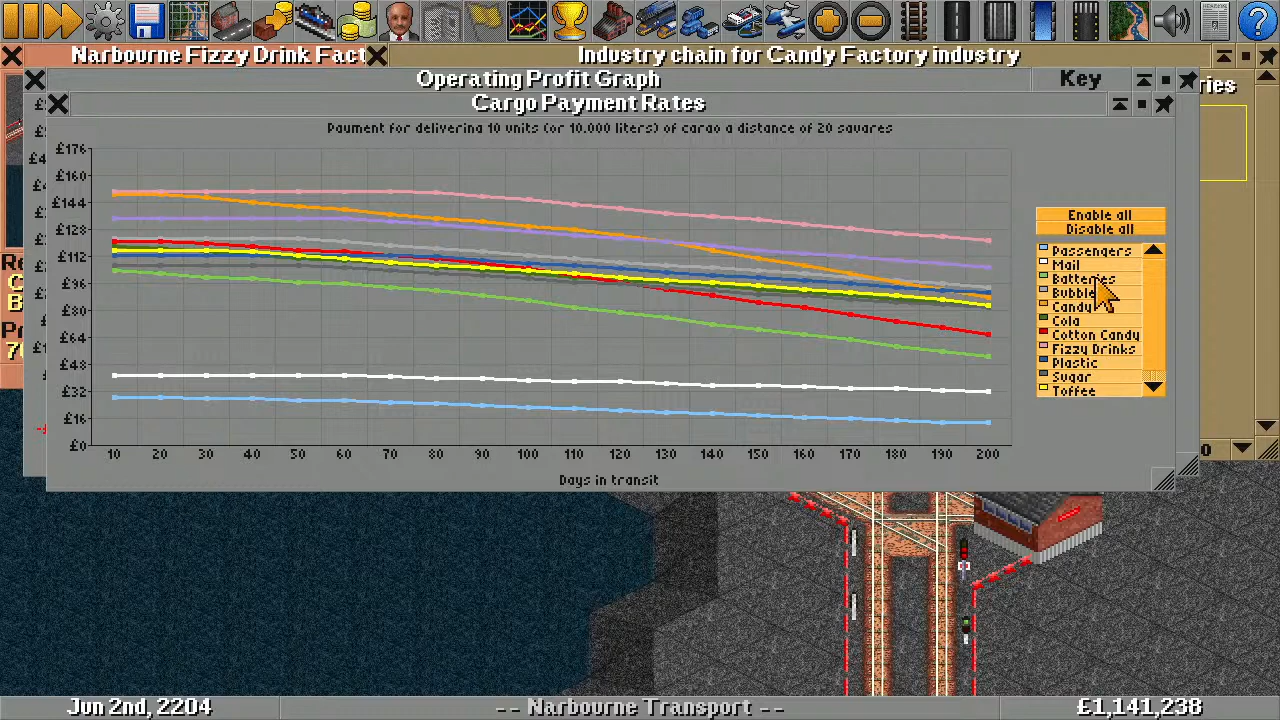 Narbourne Fizzy Drink Fact
Industry chain for Candy Factory industry
Operating Profit Graph
Key
ries
Cargo Payment Rates
Payment for delivering 10 units (or 10,000 liters) of cargo a distance of 20 squares
£176
£160
£144
£128
£112
£96
£80
£64
£48
£32
£16
£0
10 20 30 40 50 60 70 80 90 100 110 120 130 140 150 160 170 180 190 200
Days in transit
Enable all
Disable all
Passengers
Mail
Batteries
Bubble
Candy
Cola
Cotton Candy
Fizzy Drinks
Plastic
Sugar
Toffee
Jun 2nd, 2204
-- Narbourne Transport --
£1,141,238